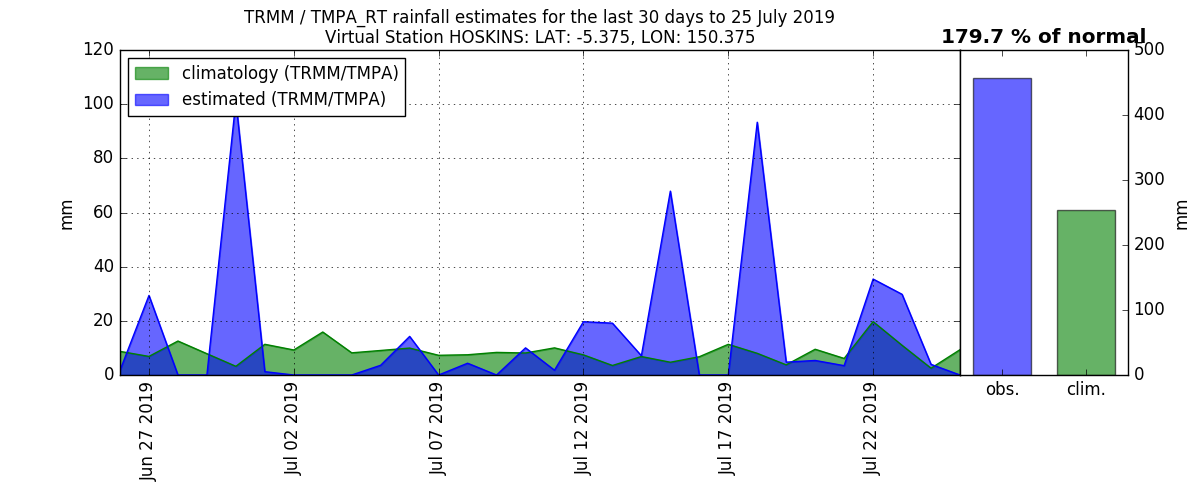 TRMM / TMPA_RT rainfall estimates for the last 30 days to 25 July 2019
Virtual Station HOSKINS: LAT: -5.375, LON: 150.375
179.7 % of normal
climatology (TRMM/TMPA)
estimated (TRMM/TMPA)
mm
120
100
80
60
40
20
0
Jun 27 2019
Jul 02 2019
Jul 07 2019
Jul 12 2019
Jul 17 2019
Jul 22 2019
500
400
300
200
100
0
mm
obs.
clim.